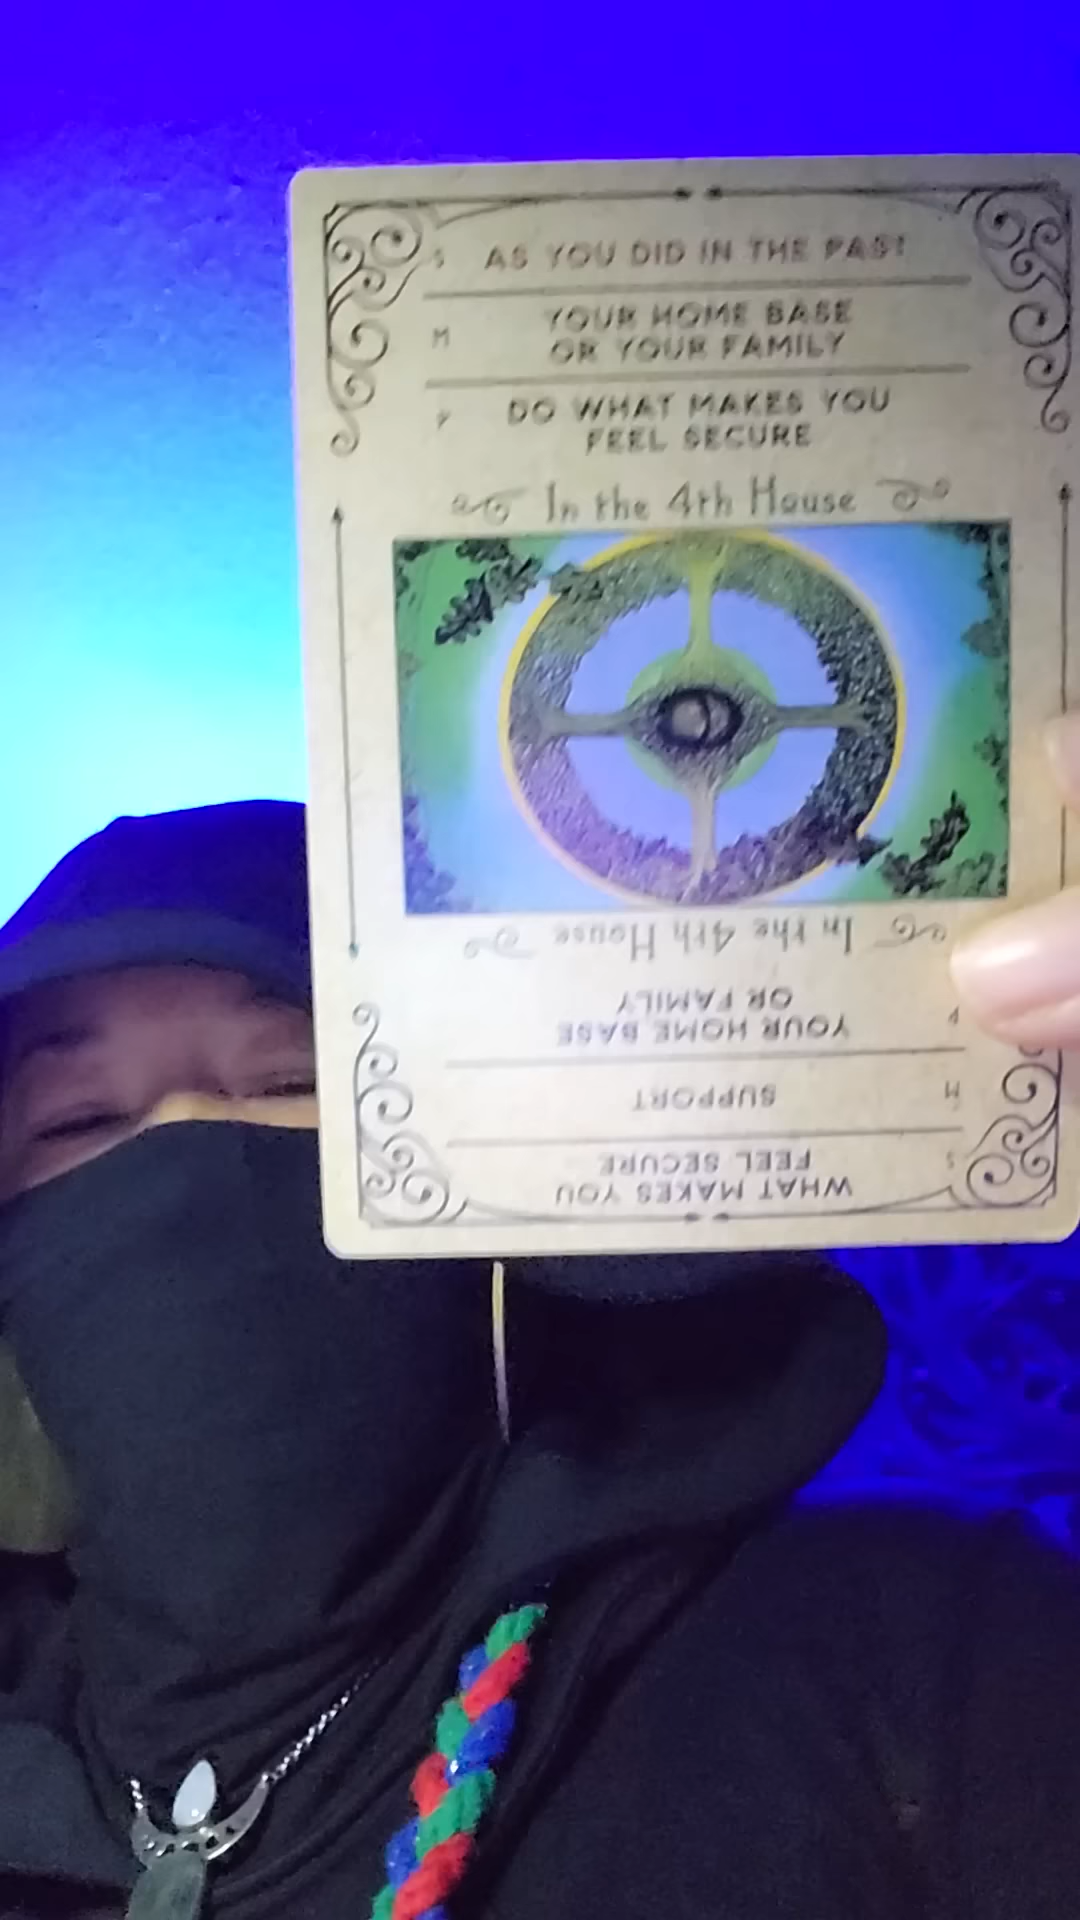 S AS YOU DID IN THE PAST
M YOUR HOME BASE
OR YOUR FAMILY
P DO WHAT MAKES YOU
FEEL SECURE
In the 4th House
In the 4th House
P YOUR HOME BASE
OR FAMILY
M SUPPORT
S WHAT MAKES YOU
FEEL SECURE